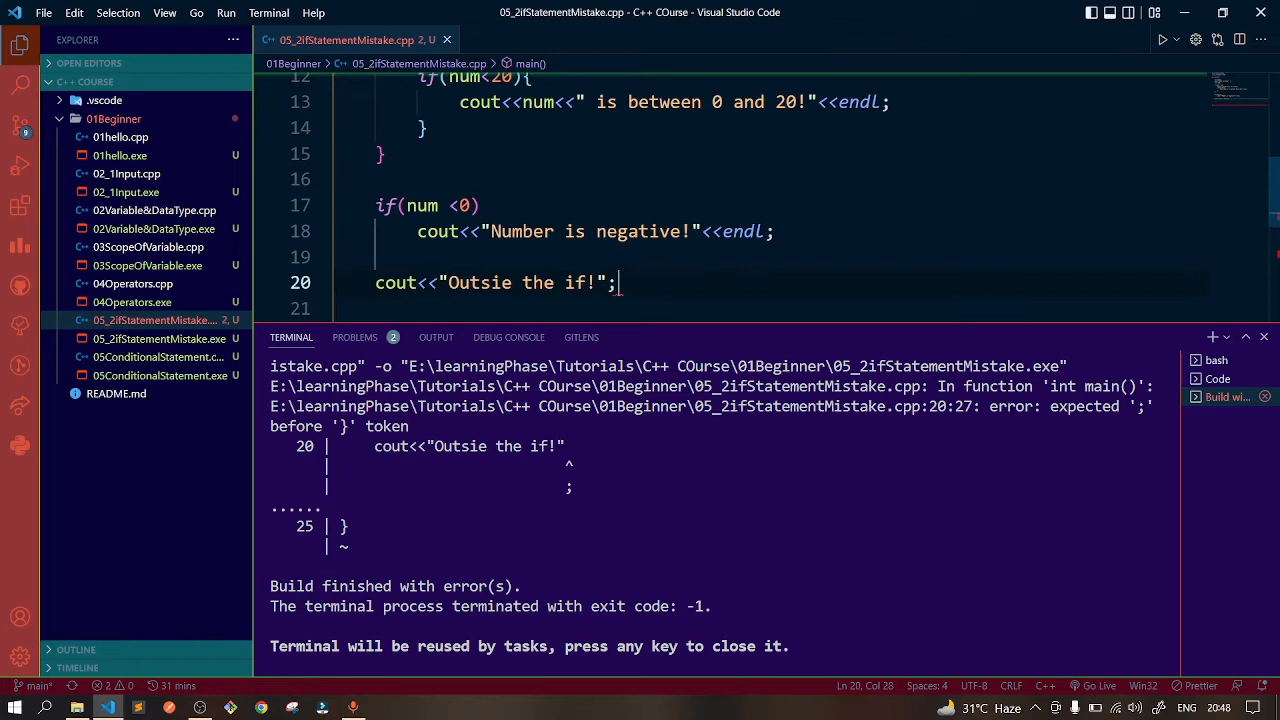 File Edit Selection View Go Run Terminal Help
05_2ifStatementMistake.cpp - C++ COurse - Visual Studio Code
EXPLORER
OPEN EDITORS
C++ COURSE
.vscode
01Beginner
01hello.cpp
01hello.exe U
02_1Input.cpp
02_1Input.exe U
02Variable&DataType.cpp
02Variable&DataType.exe U
03ScopeOfVariable.cpp
03ScopeOfVariable.exe U
04Operators.cpp
04Operators.exe U
05_2ifStatementMistake.... 2, U
05_2ifStatementMistake.exe U
05ConditionalStatement.c... U
05ConditionalStatement.exe U
README.md
OUTLINE
TIMELINE
9
05_2ifStatementMistake.cpp 2, U
01Beginner > 05_2ifStatementMistake.cpp > main()
12 if(num<20){
13 cout<<num<<" is between 0 and 20!"<<endl;
14 }
15 }
16
17 if(num <0)
18 cout<<"Number is negative!"<<endl;
19
20 cout<<"Outsie the if!";
21
TERMINAL PROBLEMS 2 OUTPUT DEBUG CONSOLE GITLENS
istake.cpp" -o "E:\learningPhase\Tutorials\C++ COurse\01Beginner\05_2ifStatementMistake.exe"
E:\learningPhase\Tutorials\C++ COurse\01Beginner\05_2ifStatementMistake.cpp: In function 'int main()':
E:\learningPhase\Tutorials\C++ COurse\01Beginner\05_2ifStatementMistake.cpp:20:27: error: expected ';'
before '}' token
20 | cout<<"Outsie the if!"
| ^
| ;
......
25 | }
| ~
Build finished with error(s).
The terminal process terminated with exit code: -1.
Terminal will be reused by tasks, press any key to close it.
bash
Code
Build wi...
main* 2 0 31 mins
Ln 20, Col 28 Spaces: 4 UTF-8 CRLF C++ Go Live Win32 Prettier
31°C Haze ENG 20:48